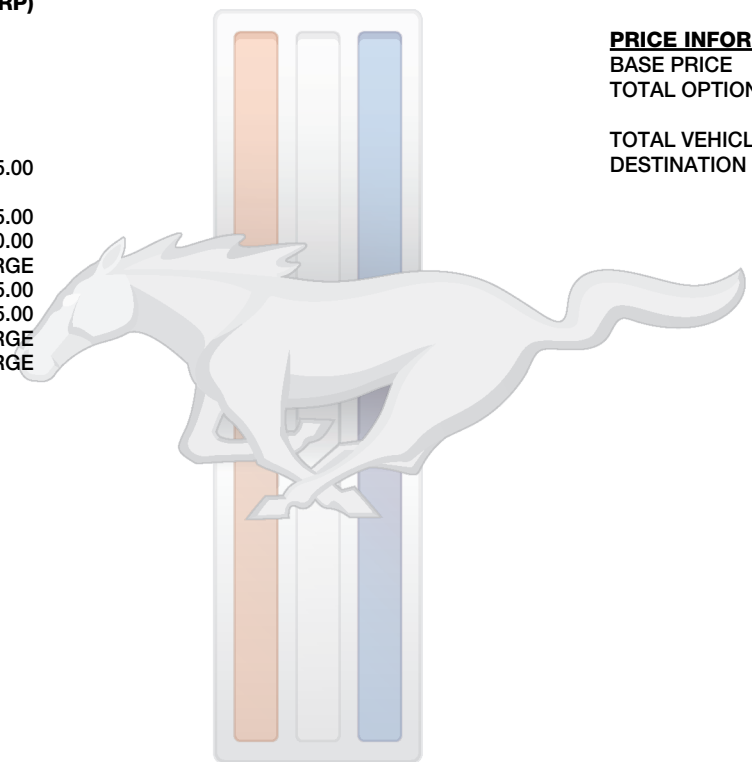 RP)
5.00
5.00
0.00
RGE
5.00
5.00
RGE
RGE
PRICE INFOR
BASE PRICE
TOTAL OPTION
TOTAL VEHICL
DESTINATION